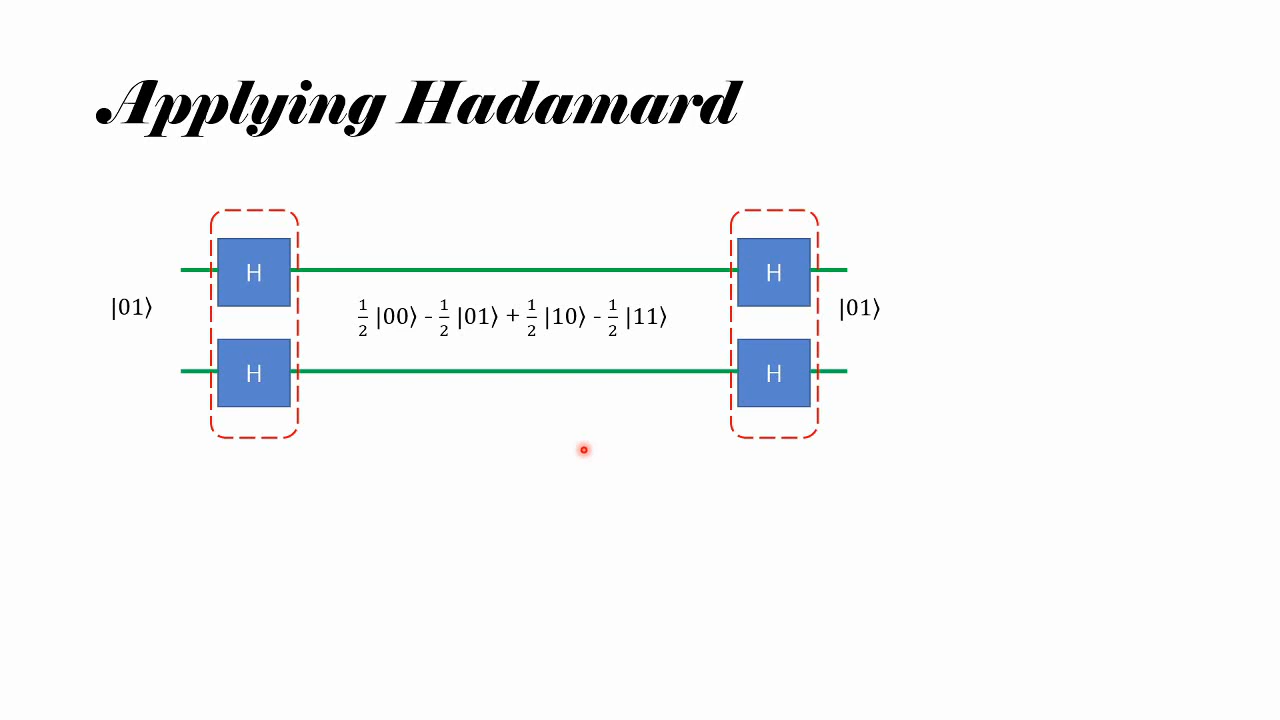 Applying Hadamard
H H
|01⟩ 1/2 |00⟩ - 1/2 |01⟩ + 1/2 |10⟩ - 1/2 |11⟩ |01⟩
H H